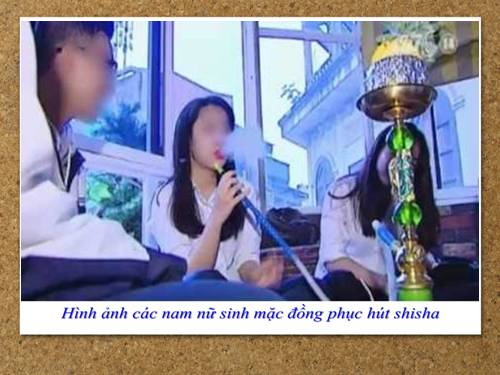 Hình ảnh các nam nữ sinh mặc đồng phục hút shisha